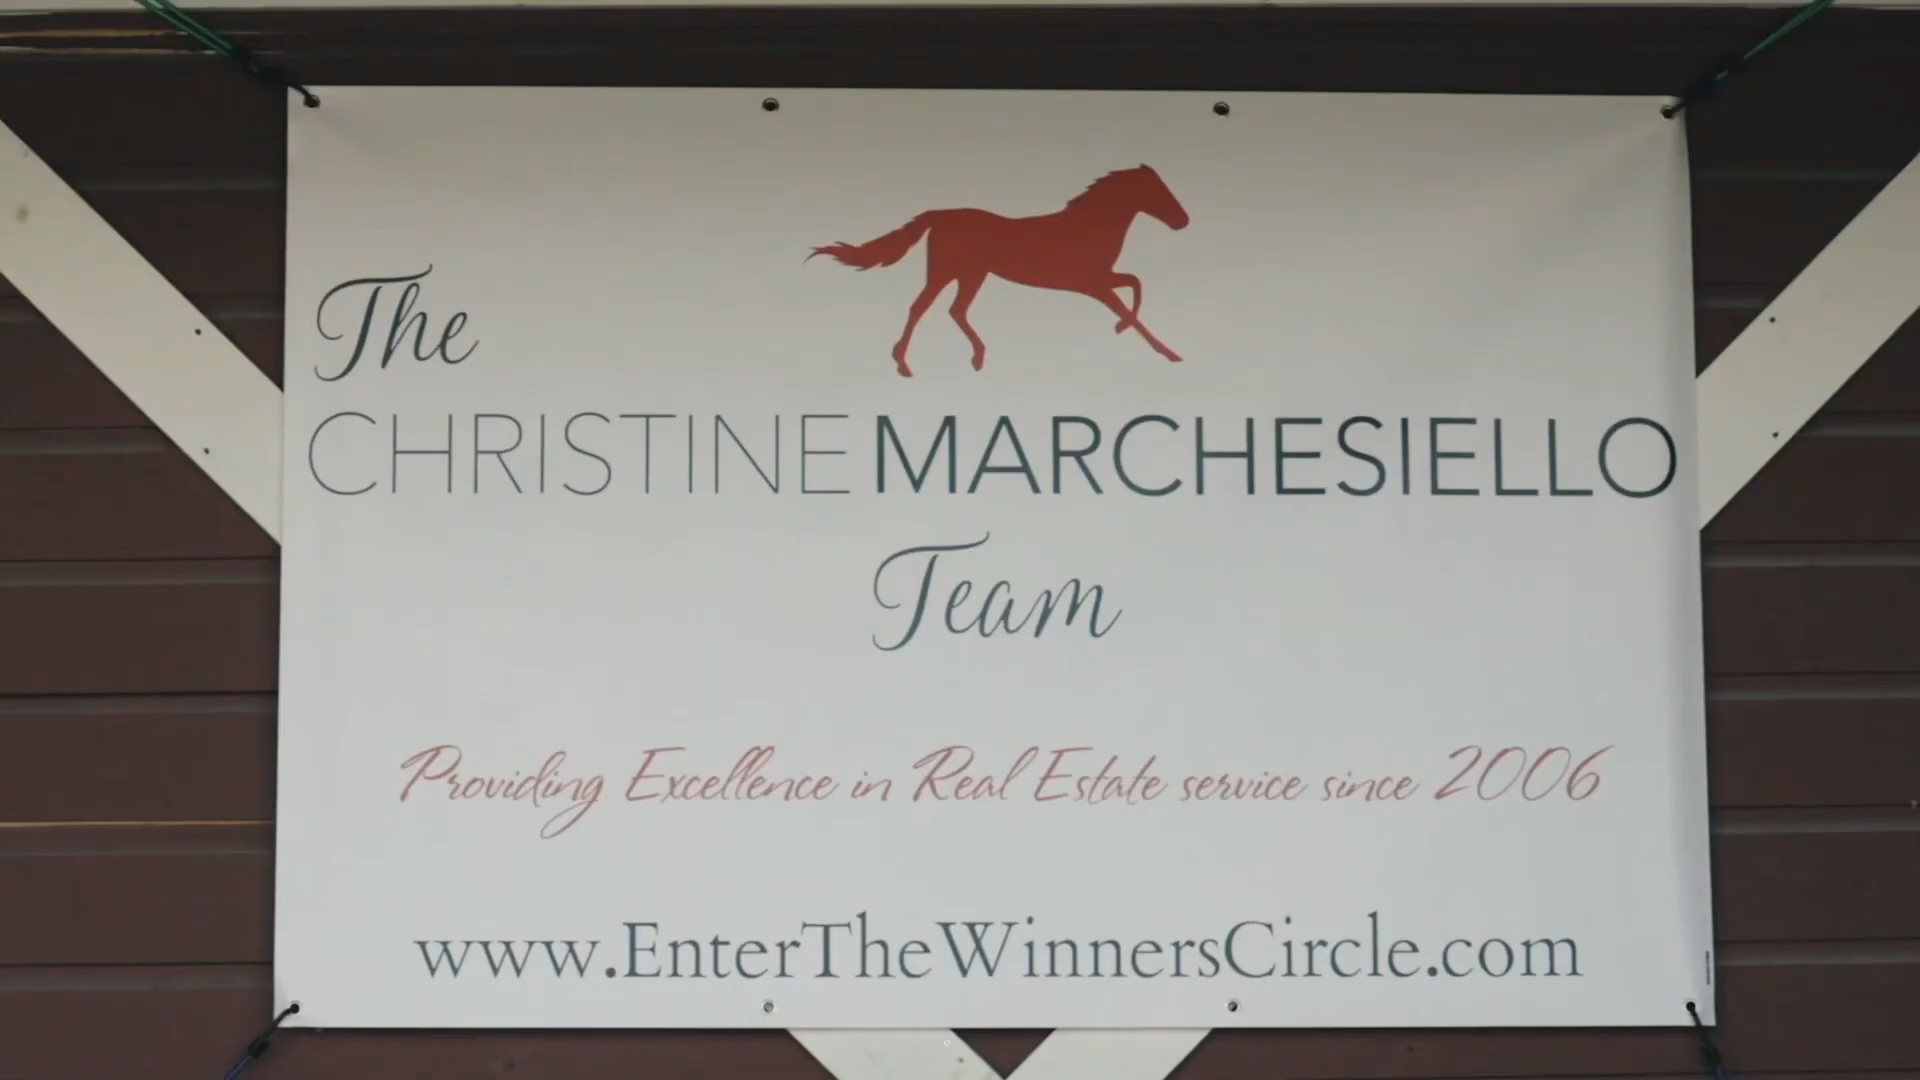 The
CHRISTINE MARCHESIELLO
Team
Providing Excellence in Real Estate service since 2006
www.EnterTheWinnersCircle.com